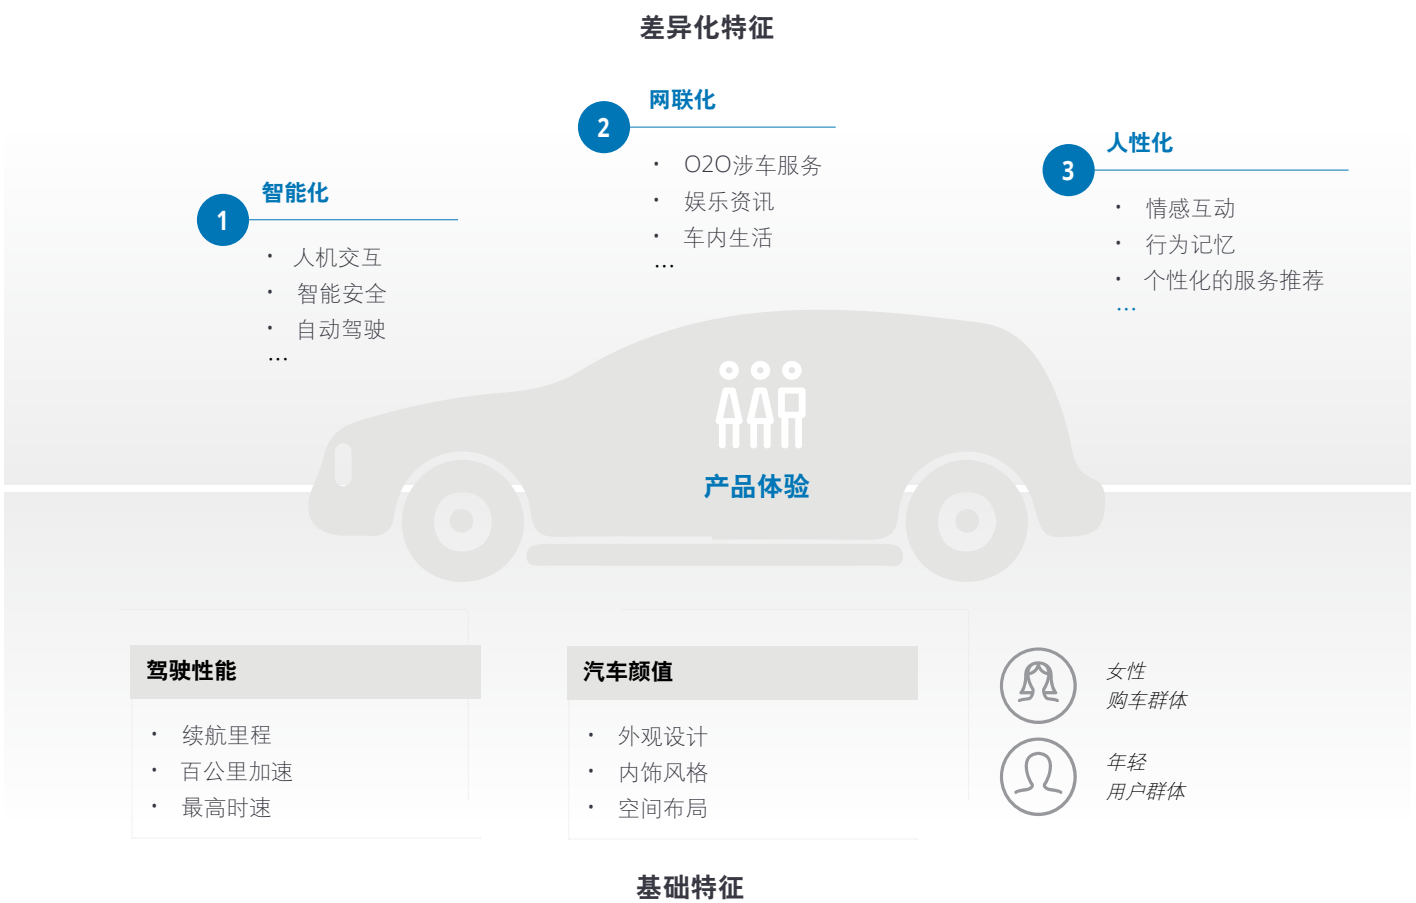 差异化特征
1
智能化
• 人机交互
• 智能安全
• 自动驾驶
...
2
网联化
• O2O涉车服务
• 娱乐资讯
• 车内生活
...
3
人性化
• 情感互动
• 行为记忆
• 个性化的服务推荐
...
产品体验
驾驶性能
• 续航里程
• 百公里加速
• 最高时速
汽车颜值
• 外观设计
• 内饰风格
• 空间布局
女性
购车群体
年轻
用户群体
基础特征